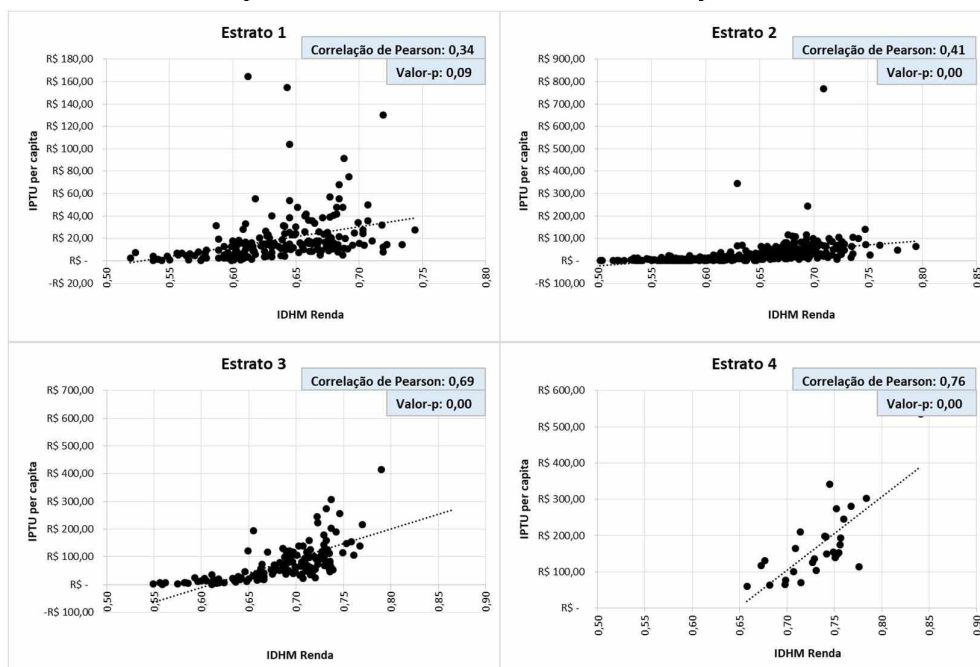 Estrato 1
Correlação de Pearson: 0,34
Valor-p: 0,09
IPTU per capita
R$ 180,00
R$ 160,00
R$ 140,00
R$ 120,00
R$ 100,00
R$ 80,00
R$ 60,00
R$ 40,00
R$ 20,00
R$ -
-R$ 20,00
0,50
0,55
0,60
0,65
0,70
0,75
0,80
IDHM Renda
Estrato 2
Correlação de Pearson: 0,41
Valor-p: 0,00
IPTU per capita
R$ 900,00
R$ 800,00
R$ 700,00
R$ 600,00
R$ 500,00
R$ 400,00
R$ 300,00
R$ 200,00
R$ 100,00
R$ -
-R$ 100,00
0,50
0,55
0,60
0,65
0,70
0,75
0,80
0,85
IDHM Renda
Estrato 3
Correlação de Pearson: 0,69
Valor-p: 0,00
IPTU per capita
R$ 700,00
R$ 600,00
R$ 500,00
R$ 400,00
R$ 300,00
R$ 200,00
R$ 100,00
R$ -
-R$ 100,00
0,50
0,55
0,60
0,65
0,70
0,75
0,80
0,85
0,90
IDHM Renda
Estrato 4
Correlação de Pearson: 0,76
Valor-p: 0,00
IPTU per capita
R$ 600,00
R$ 500,00
R$ 400,00
R$ 300,00
R$ 200,00
R$ 100,00
R$ -
0,50
0,55
0,60
0,65
0,70
0,75
0,80
0,85
0,90
IDHM Renda